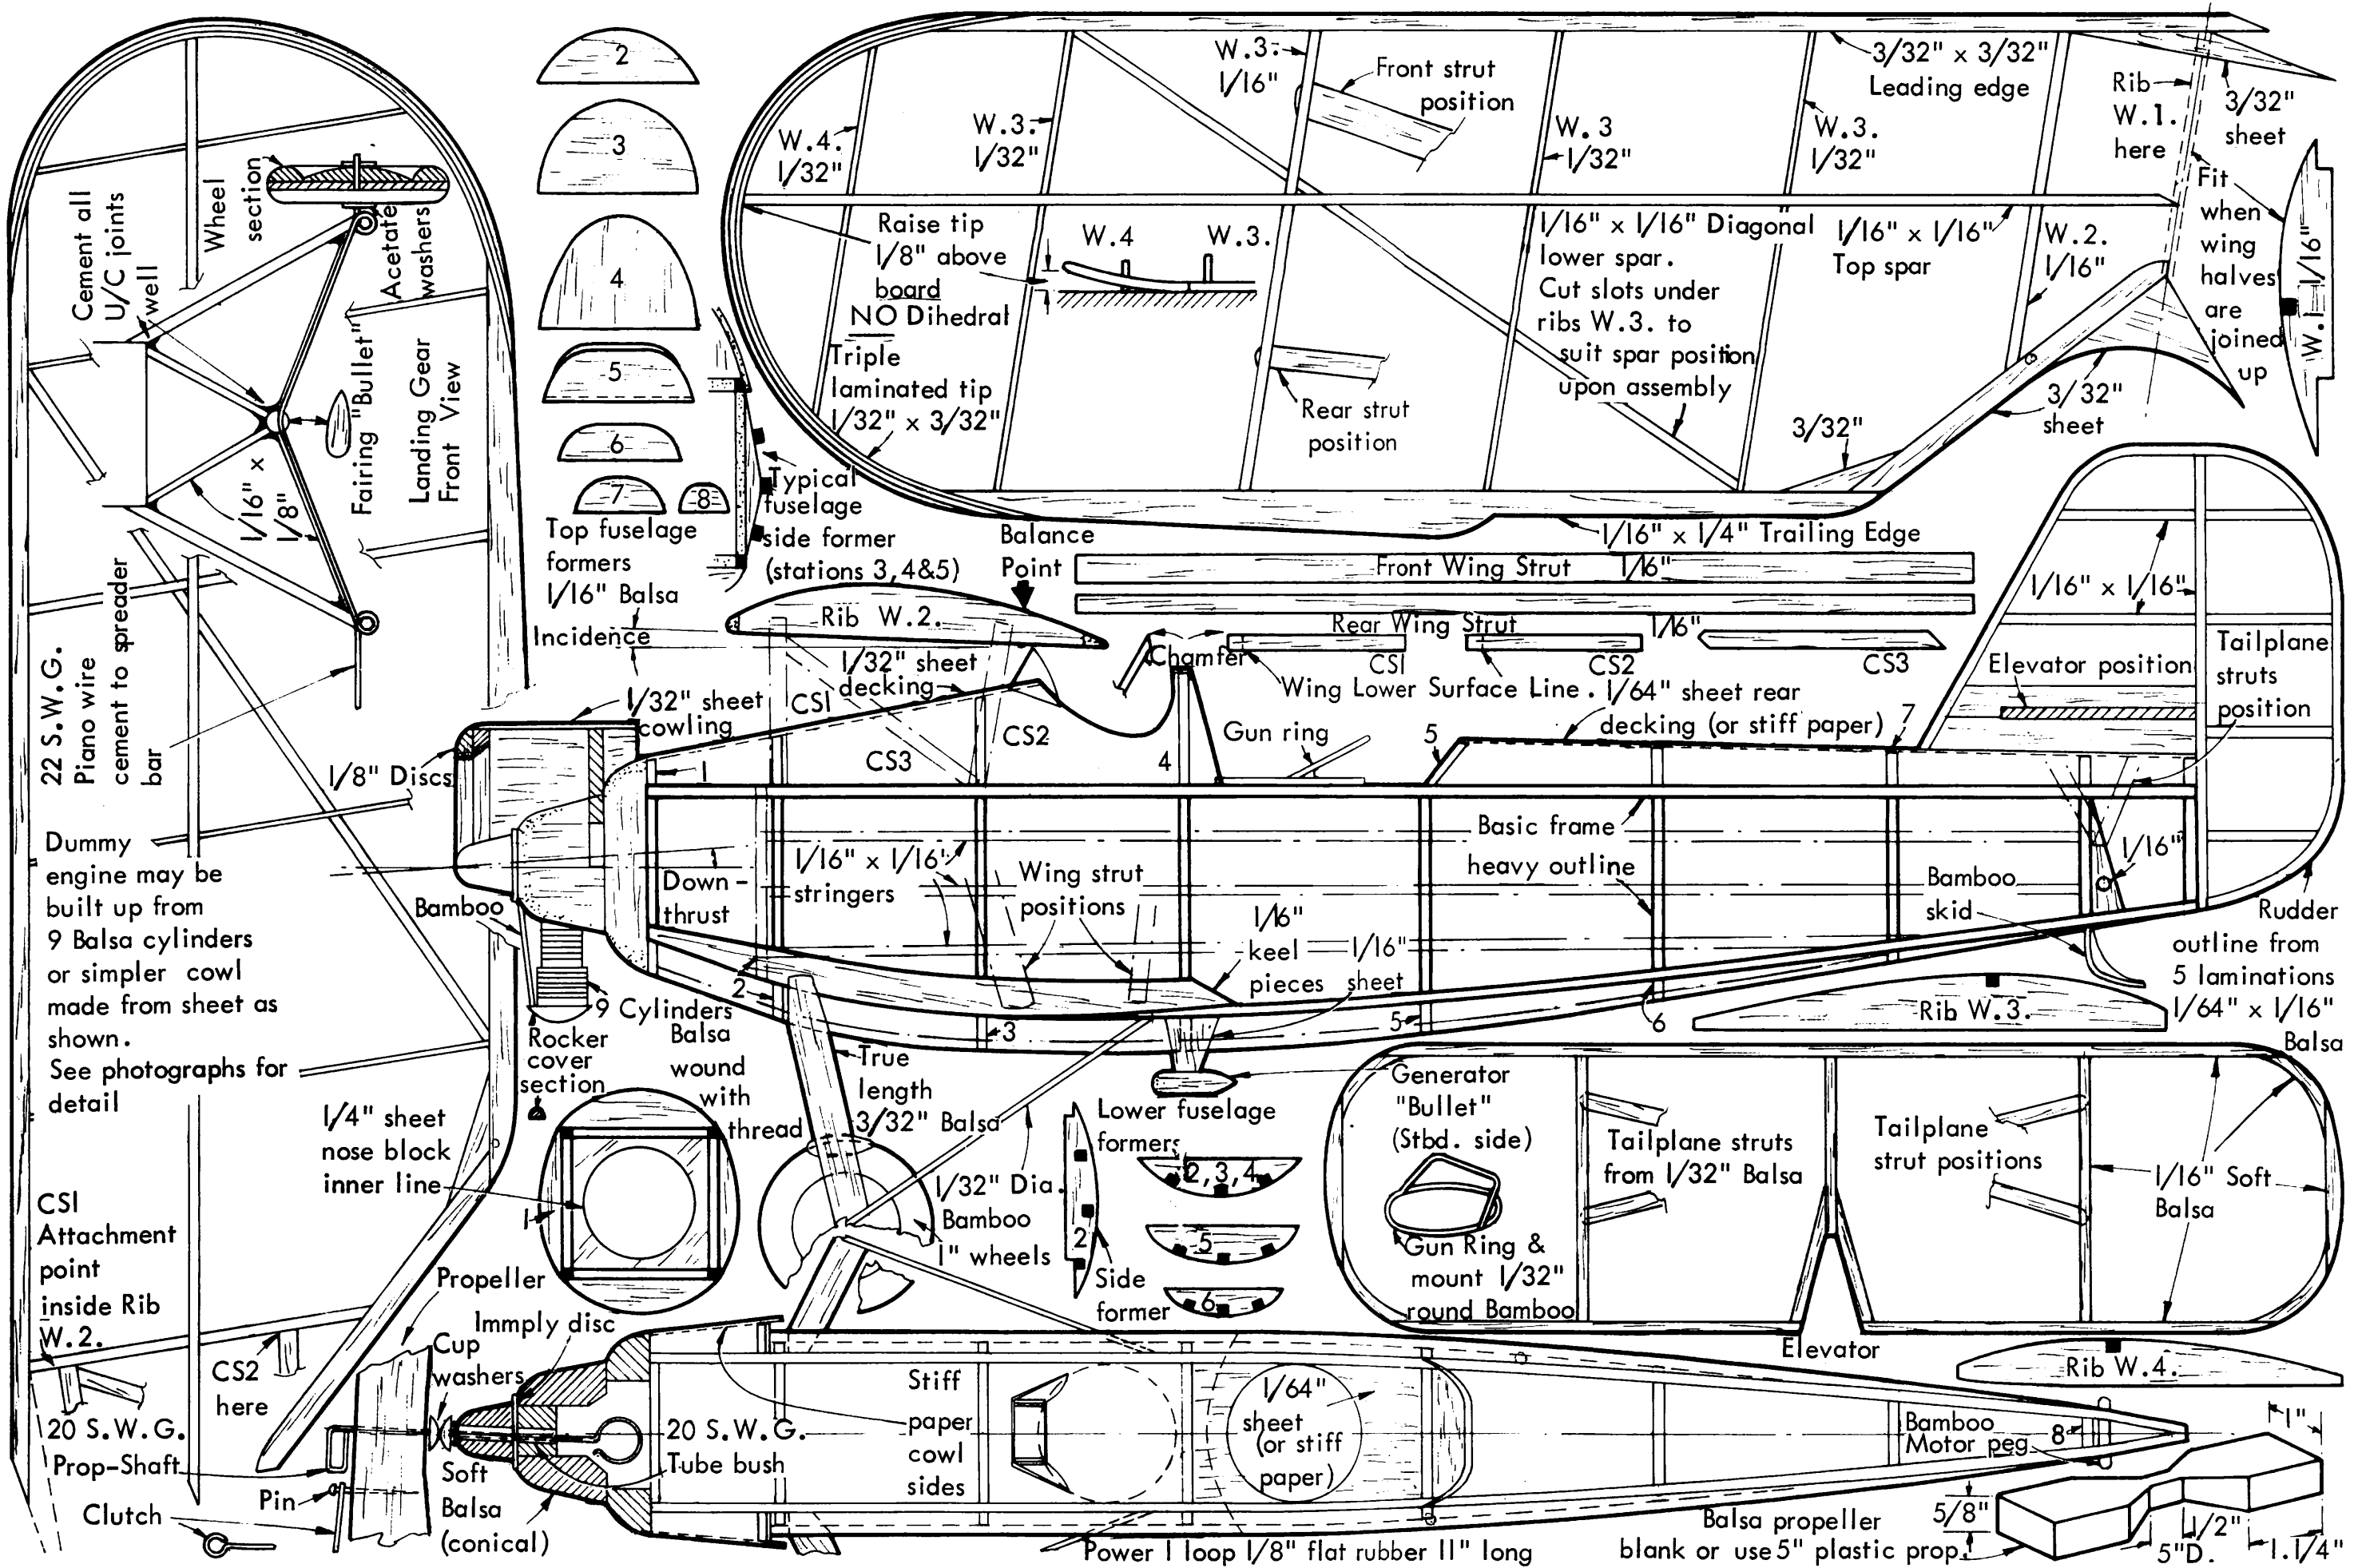 Cement all
U/C joints
well
Wheel
section
Acetate
washers
Fairing "Bullet"
Landing Gear
Front View
1/16" x
1/8"
22 S.W.G.
Piano wire
cement to spreader
bar
Dummy
engine may be
built up from
9 Balsa cylinders
or simpler cowl
made from sheet as
shown.
See photographs for
detail
CS1
Attachment
point
inside Rib
W.2.
CS2
here
20 S.W.G.
Prop-Shaft
Clutch
Pin
2
3
4
5
6
7
8
Top fuselage
formers
1/16" Balsa
Typical
fuselage
side former
(stations 3,4&5)
W.4.
1/32"
W.3.
1/32"
W.3.
1/16"
Front strut
position
W.3
1/32"
W.3.
1/32"
3/32" x 3/32"
Leading edge
Rib
W.1.
here
3/32"
sheet
Fit
when
wing
halves
are
joined
up
W.1. 1/16"
Raise tip
1/8" above
board
NO Dihedral
W.4
W.3.
Triple
laminated tip
1/32" x 3/32"
1/16" x 1/16" Diagonal
lower spar.
Cut slots under
ribs W.3. to
suit spar position
upon assembly
1/16" x 1/16"
Top spar
W.2.
1/16"
Rear strut
position
3/32"
3/32"
sheet
1/16" x 1/4" Trailing Edge
Balance
Point
Front Wing Strut 1/16"
Rear Wing Strut 1/16"
Chamfer
CS1
CS2
CS3
Wing Lower Surface Line.
Rib W.2.
Incidence
1/32" sheet
decking
1/32" sheet
cowling
CS1
CS2
CS3
1/8" Discs
1
4
Gun ring
5
1/64" sheet rear
decking (or stiff paper)
7
1/16" x 1/16"
Elevator position
Tailplane
struts
position
Down-
thrust
1/16" x 1/16"
stringers
Wing strut
positions
Basic frame
heavy outline
1/16"
Bamboo
skid
Bamboo
1/16"
keel
pieces
1/16"
sheet
2
3
5
6
Rudder
outline from
5 laminations
1/64" x 1/16"
Balsa
Rib W.3.
9 Cylinders
Balsa
wound
with
thread
Rocker
cover
section
True
length
3/32" Balsa
1/4" sheet
nose block
inner line
1
1/32" Dia.
Bamboo
1" wheels
2
Side
former
Lower fuselage
formers
2,3,4
5
6
Generator
"Bullet"
(Stbd. side)
Gun Ring &
mount 1/32"
round Bamboo
Tailplane struts
from 1/32" Balsa
Tailplane
strut positions
1/16" Soft
Balsa
Elevator
Rib W.4.
Propeller
Immply disc
Cup
washers
Soft
Balsa
(conical)
20 S.W.G.
Tube bush
Stiff
paper
cowl
sides
1/64"
sheet
(or stiff
paper)
Bamboo
Motor peg
8
Power 1 loop 1/8" flat rubber 11" long
Balsa propeller
blank or use 5" plastic prop.
5/8"
1"
1/2"
5"D.
1.1/4"